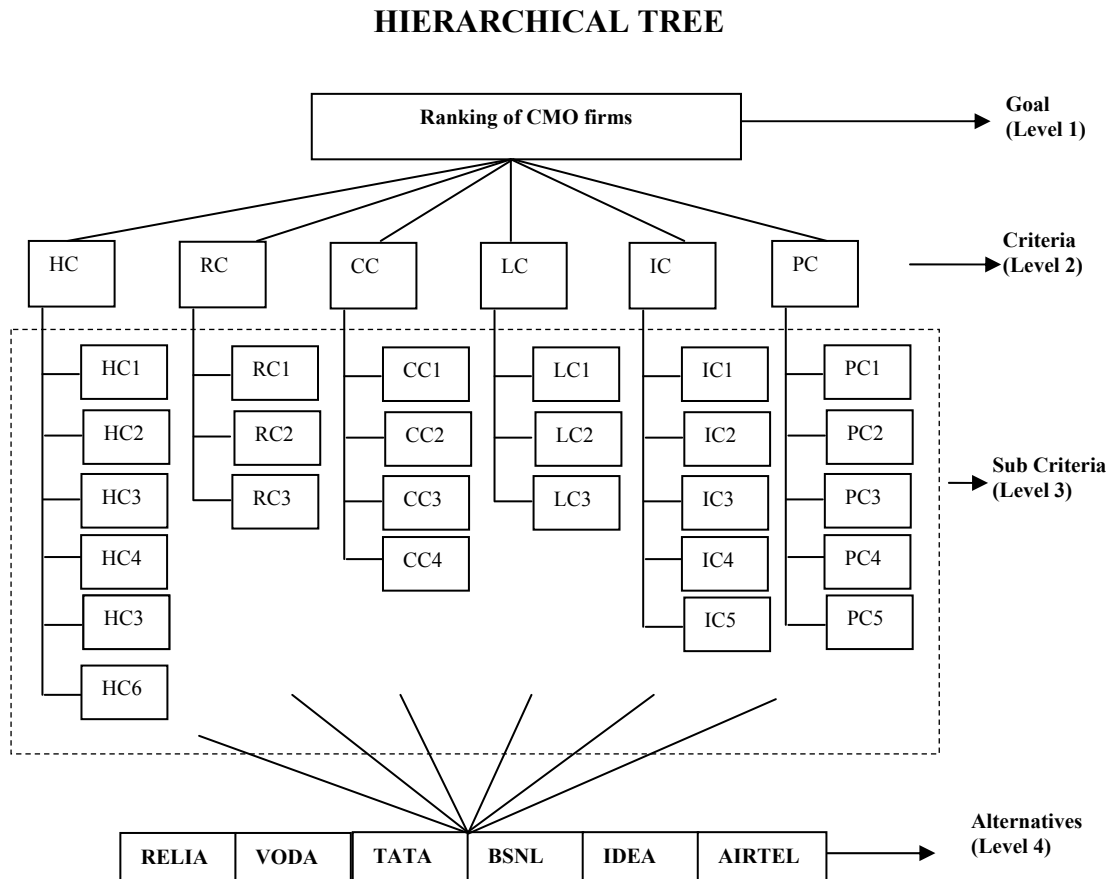 HIERARCHICAL TREE
Ranking of CMO firms
Goal
(Level 1)
HC RC CC LC IC PC
Criteria
(Level 2)
HC1 RC1 CC1 LC1 IC1 PC1
HC2 RC2 CC2 LC2 IC2 PC2
HC3 RC3 CC3 LC3 IC3 PC3
HC4 CC4 IC4 PC4
HC3 IC5 PC5
HC6
Sub Criteria
(Level 3)
RELIA VODA TATA BSNL IDEA AIRTEL
Alternatives
(Level 4)